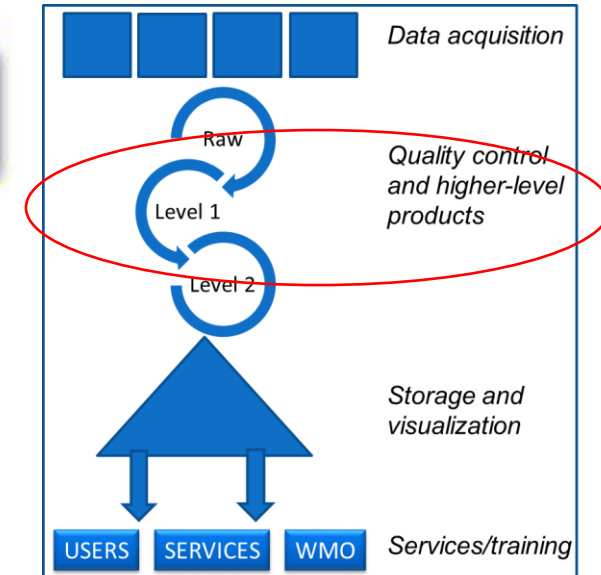 Data acquisition
Raw
Quality control
and higher-level
products
Level 1
Level 2
Storage and
visualization
USERS
SERVICES
WMO
Services/training